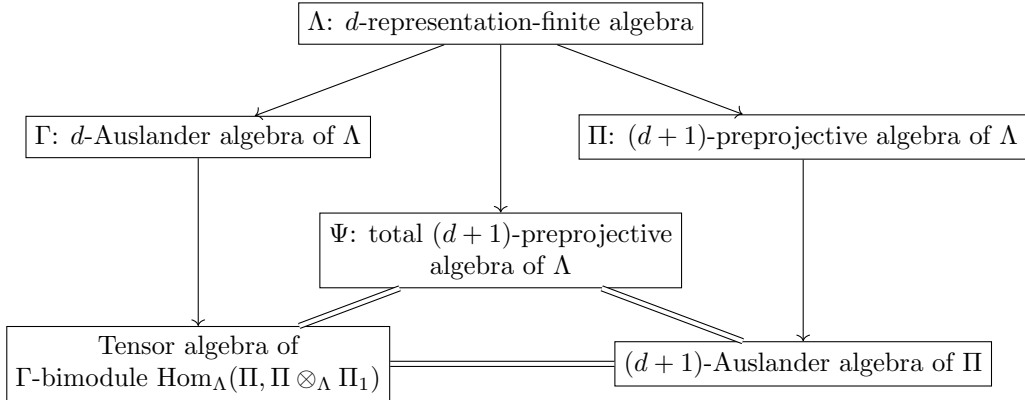 Λ: d-representation-finite algebra
Γ: d-Auslander algebra of Λ
Π: (d + 1)-preprojective algebra of Λ
Ψ: total (d + 1)-preprojective
algebra of Λ
Tensor algebra of
Γ-bimodule Hom_Λ(Π, Π ⊗_Λ Π₁)
(d + 1)-Auslander algebra of Π